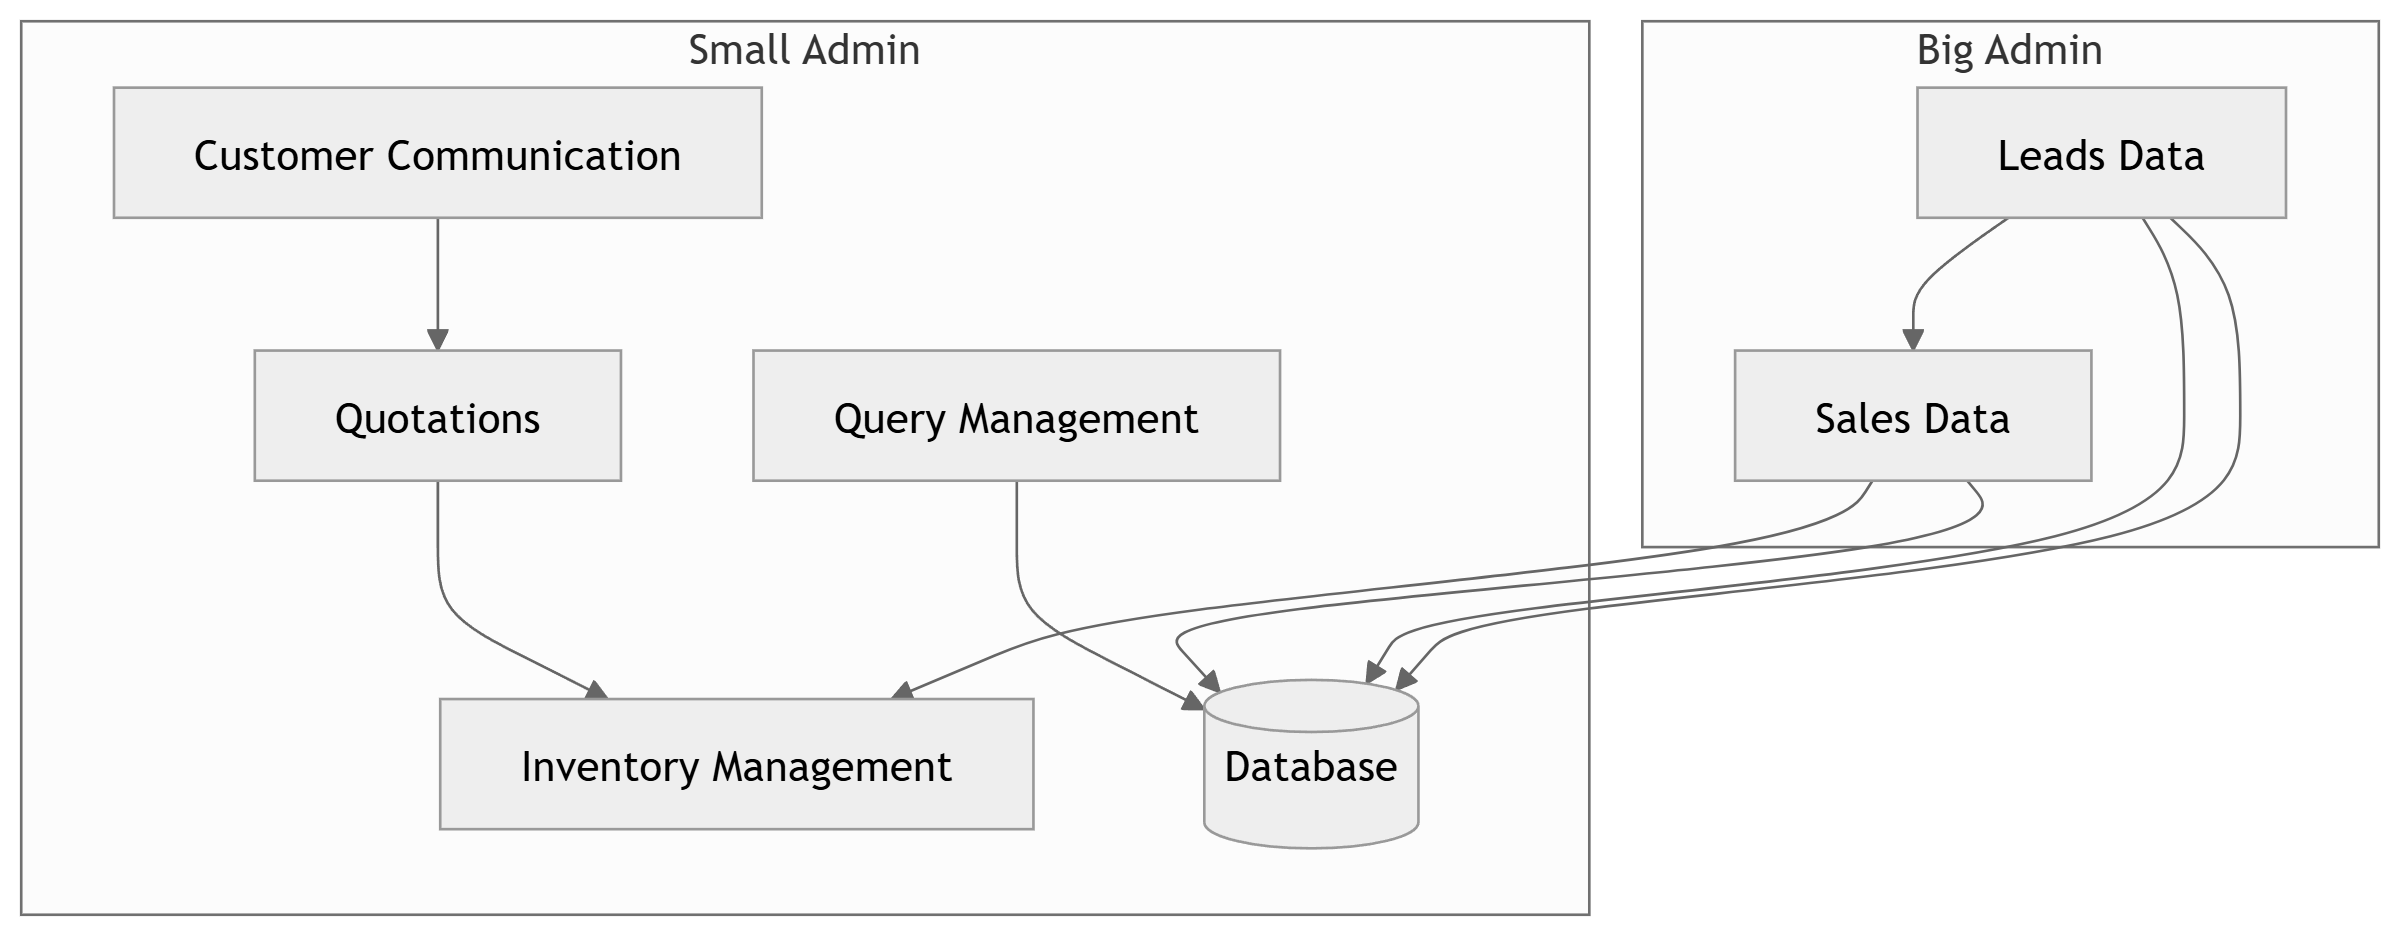 Small Admin
Customer Communication
Quotations
Query Management
Inventory Management
Database
Big Admin
Leads Data
Sales Data